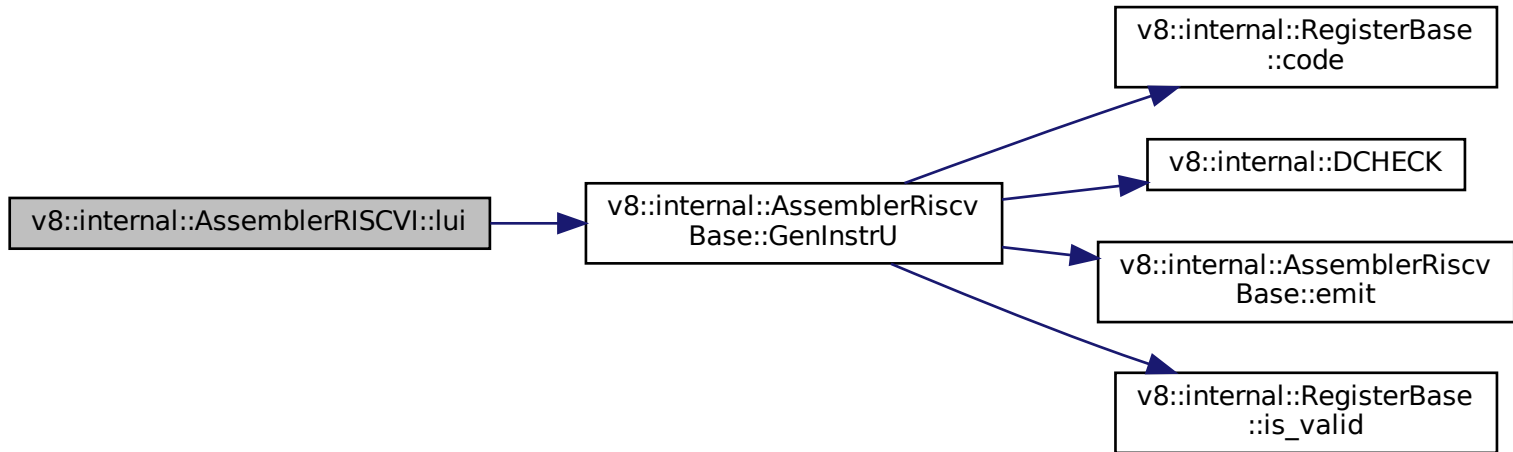 v8::internal::AssemblerRISCVI::lui
v8::internal::AssemblerRiscv
Base::GenInstrU
v8::internal::RegisterBase
::code
v8::internal::DCHECK
v8::internal::AssemblerRiscv
Base::emit
v8::internal::RegisterBase
::is_valid